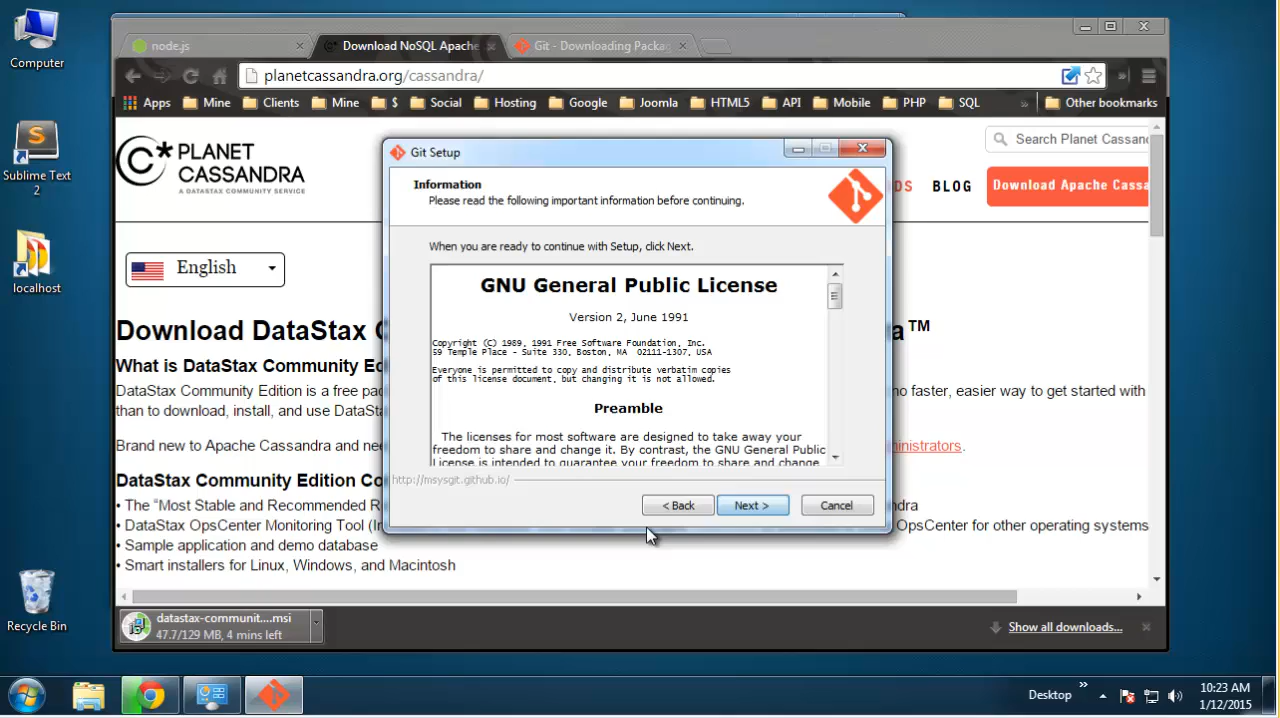 Computer
Sublime Text
2
localhost
Recycle Bin
node.js
Download NoSQL Apache
Git - Downloading Packa
planetcassandra.org/cassandra/
Apps Mine Clients Mine $ Social Hosting Google Joomla HTML5 API Mobile PHP SQL » Other bookmarks
PLANET
CASSANDRA
A DATASTAX COMMUNITY SERVICE
Search Planet Cassan
DS BLOG Download Apache Cassa
English
Download DataStax C a™
What is DataStax Community Ed
DataStax Community Edition is a free pac no faster, easier way to get started with
than to download, install, and use DataSta
Brand new to Apache Cassandra and nee inistrators.
DataStax Community Edition Co
• The “Most Stable and Recommended R ndra
• DataStax OpsCenter Monitoring Tool (In OpsCenter for other operating systems
• Sample application and demo database
• Smart installers for Linux, Windows, and Macintosh
Git Setup
Information
Please read the following important information before continuing.
When you are ready to continue with Setup, click Next.
GNU General Public License
Version 2, June 1991
Copyright (C) 1989, 1991 Free Software Foundation, Inc.
59 Temple Place - Suite 330, Boston, MA 02111-1307, USA
Everyone is permitted to copy and distribute verbatim copies
of this license document, but changing it is not allowed.
Preamble
The licenses for most software are designed to take away your
freedom to share and change it. By contrast, the GNU General Public
License is intended to guarantee your freedom to share and change
http://msysgit.github.io/
< Back Next > Cancel
datastax-communit....msi
47.7/129 MB, 4 mins left
Show all downloads...
Desktop »
10:23 AM
1/12/2015